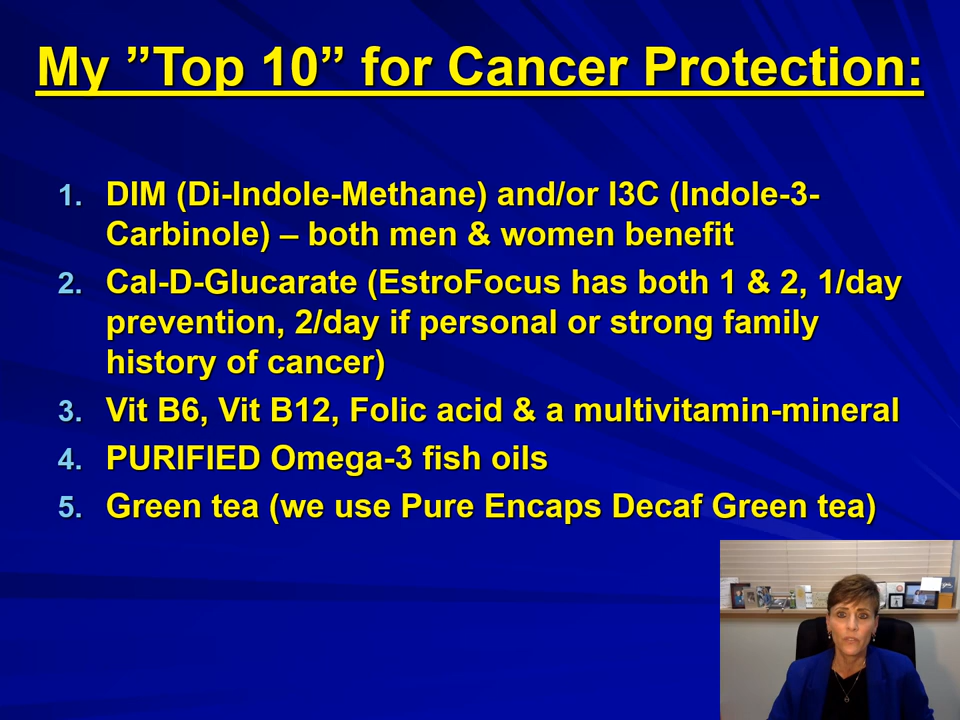 My ”Top 10” for Cancer Protection:
1. DIM (Di-Indole-Methane) and/or I3C (Indole-3-
Carbinole) – both men & women benefit
2. Cal-D-Glucarate (EstroFocus has both 1 & 2, 1/day
prevention, 2/day if personal or strong family
history of cancer)
3. Vit B6, Vit B12, Folic acid & a multivitamin-mineral
4. PURIFIED Omega-3 fish oils
5. Green tea (we use Pure Encaps Decaf Green tea)